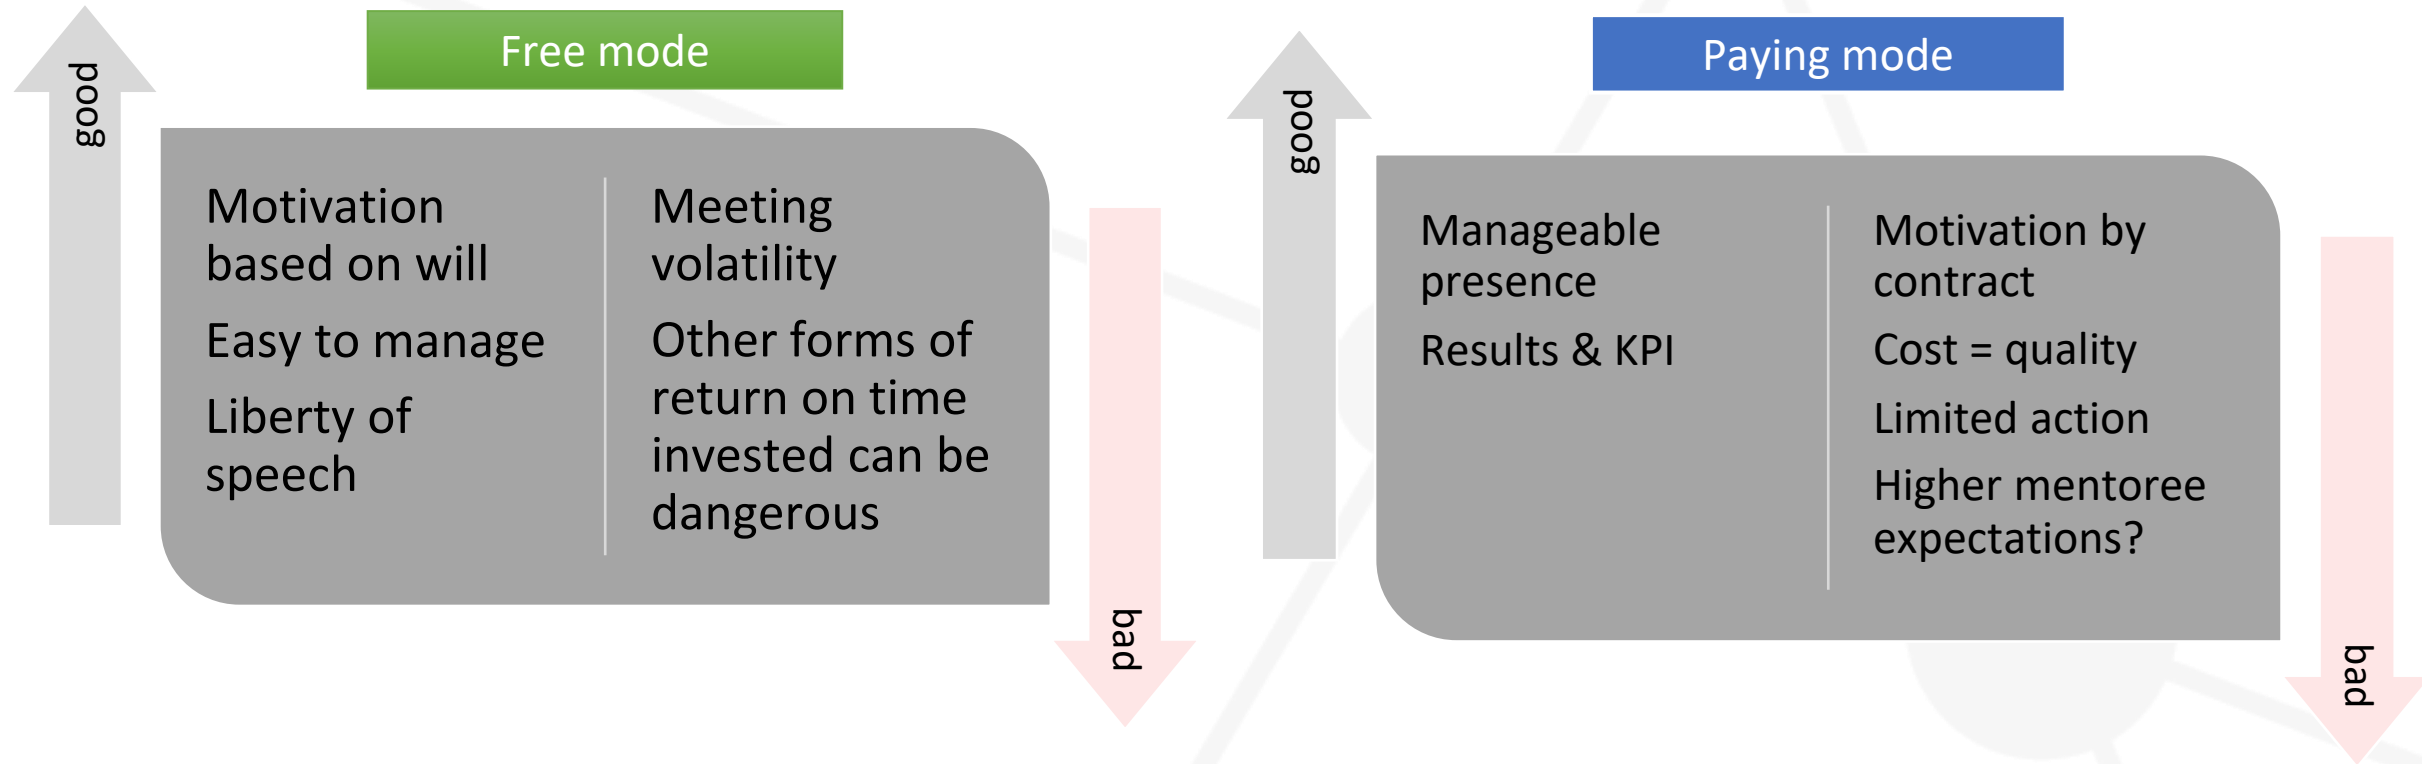 Free mode
good
Motivation
based on will
Easy to manage
Liberty of
speech
Meeting
volatility
Other forms of
return on time
invested can be
dangerous
bad
Paying mode
good
Manageable
presence
Results & KPI
Motivation by
contract
Cost = quality
Limited action
Higher mentoree
expectations?
bad